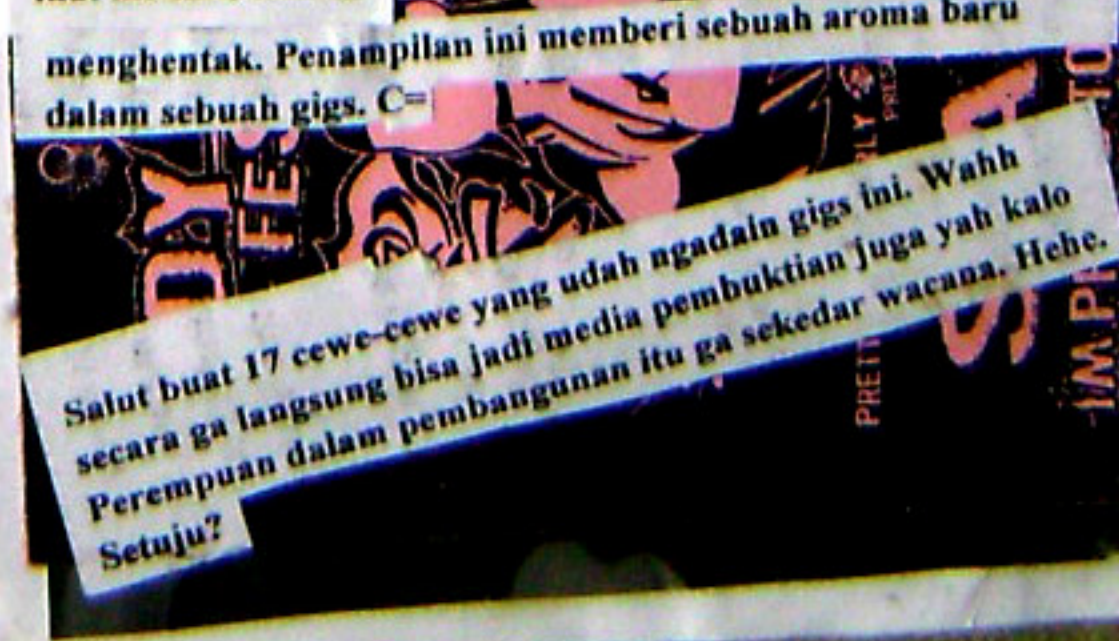 menghentak. Penampilan ini memberi sebuah aroma baru
dalam sebuah gigs. C=
Salut buat 17 cewe-cewe yang udah ngadain gigs ini. Wahh
secara ga langsung bisa jadi media pembuktian juga yah kalo
Perempuan dalam pembangunan itu ga sekedar wacana. Hehe.
Setuju?